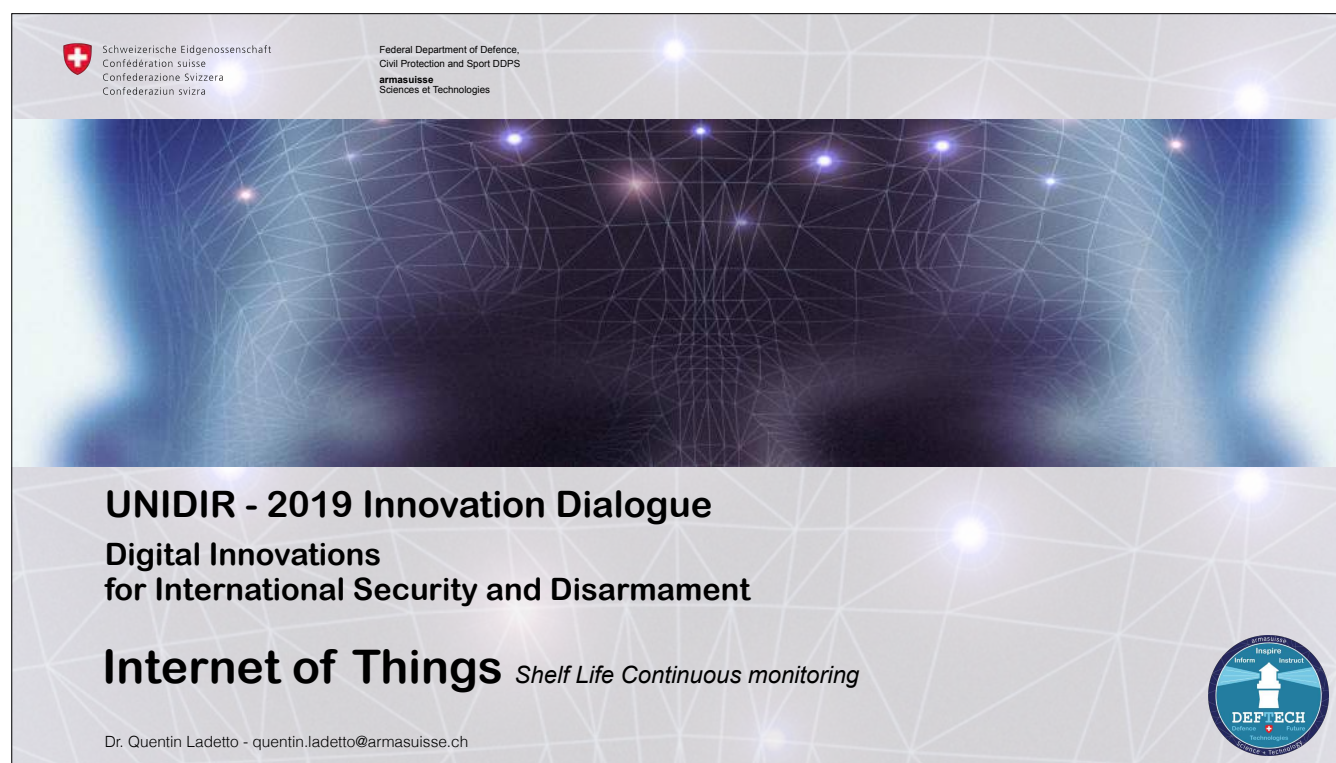 Schweizerische Eidgenossenschaft
Confédération suisse
Confederazione Svizzera
Confederaziun svizra
Federal Department of Defence,
Civil Protection and Sport DDPS
armasuisse
Sciences et Technologies
UNIDIR - 2019 Innovation Dialogue
Digital Innovations
for International Security and Disarmament
Internet of Things Shelf Life Continuous monitoring
Dr. Quentin Ladetto - quentin.ladetto@armasuisse.ch
armasuisse
Inspire
Inform Instruct
DEFTECH
Defence Future
Technologies
Science + Technology